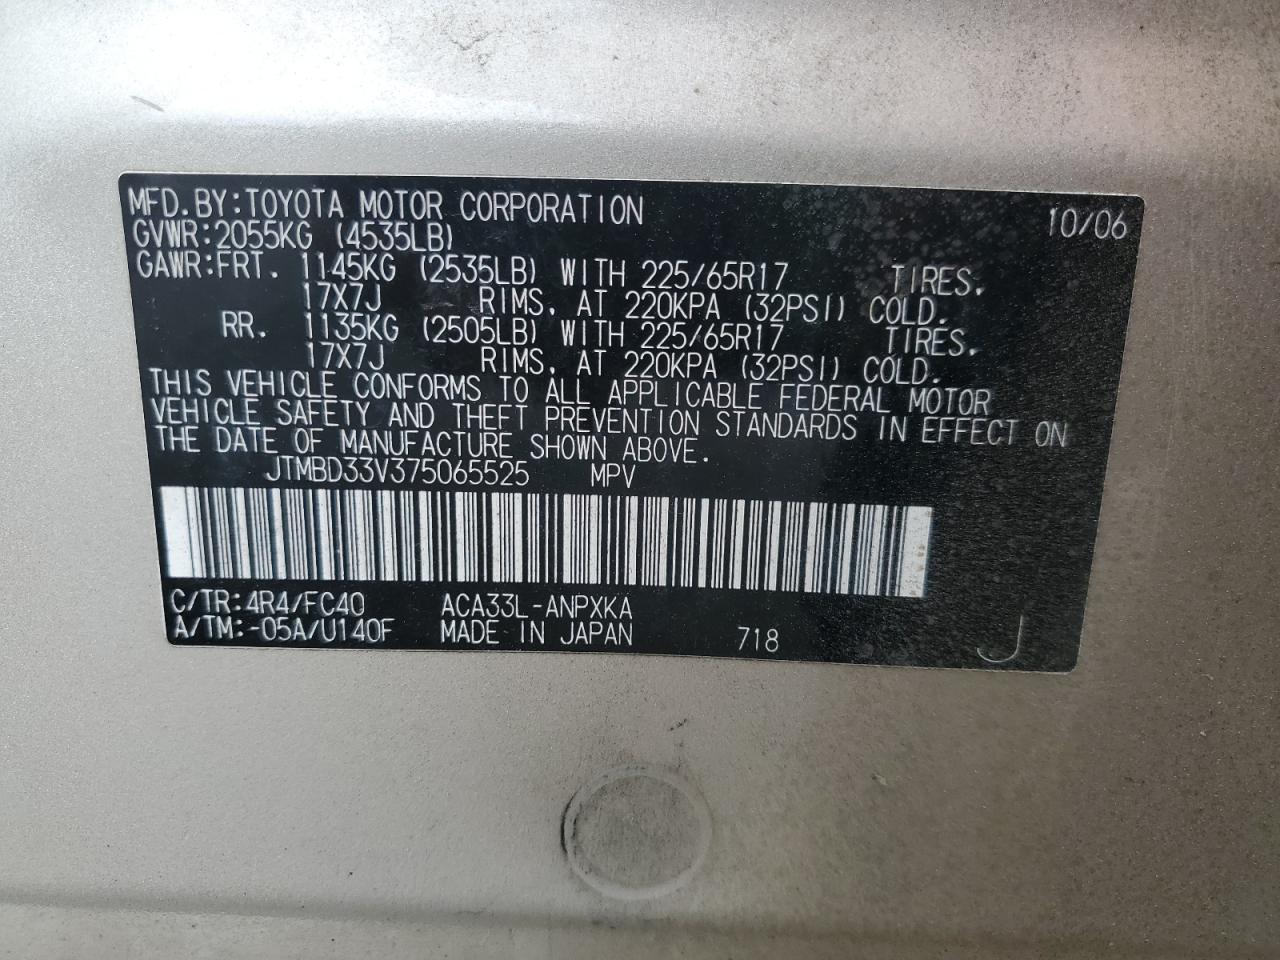 MFD. BY: TOYOTA MOTOR CORPORATION 10/06
GVWR: 2055KG (4535LB)
GAWR: FRT. 1145KG (2535LB) WITH 225/65R17 TIRES,
17X7J RIMS, AT 220KPA (32PSI) COLD.
RR. 1135KG (2505LB) WITH 225/65R17 TIRES,
17X7J RIMS, AT 220KPA (32PSI) COLD.
THIS VEHICLE CONFORMS TO ALL APPLICABLE FEDERAL MOTOR
VEHICLE SAFETY AND THEFT PREVENTION STANDARDS IN EFFECT ON
THE DATE OF MANUFACTURE SHOWN ABOVE.
JTMBD33V375065525 MPV
C/TR: 4R4/FC40 ACA33L-ANPXKA
A/TM: -05A/U140F MADE IN JAPAN 718 J